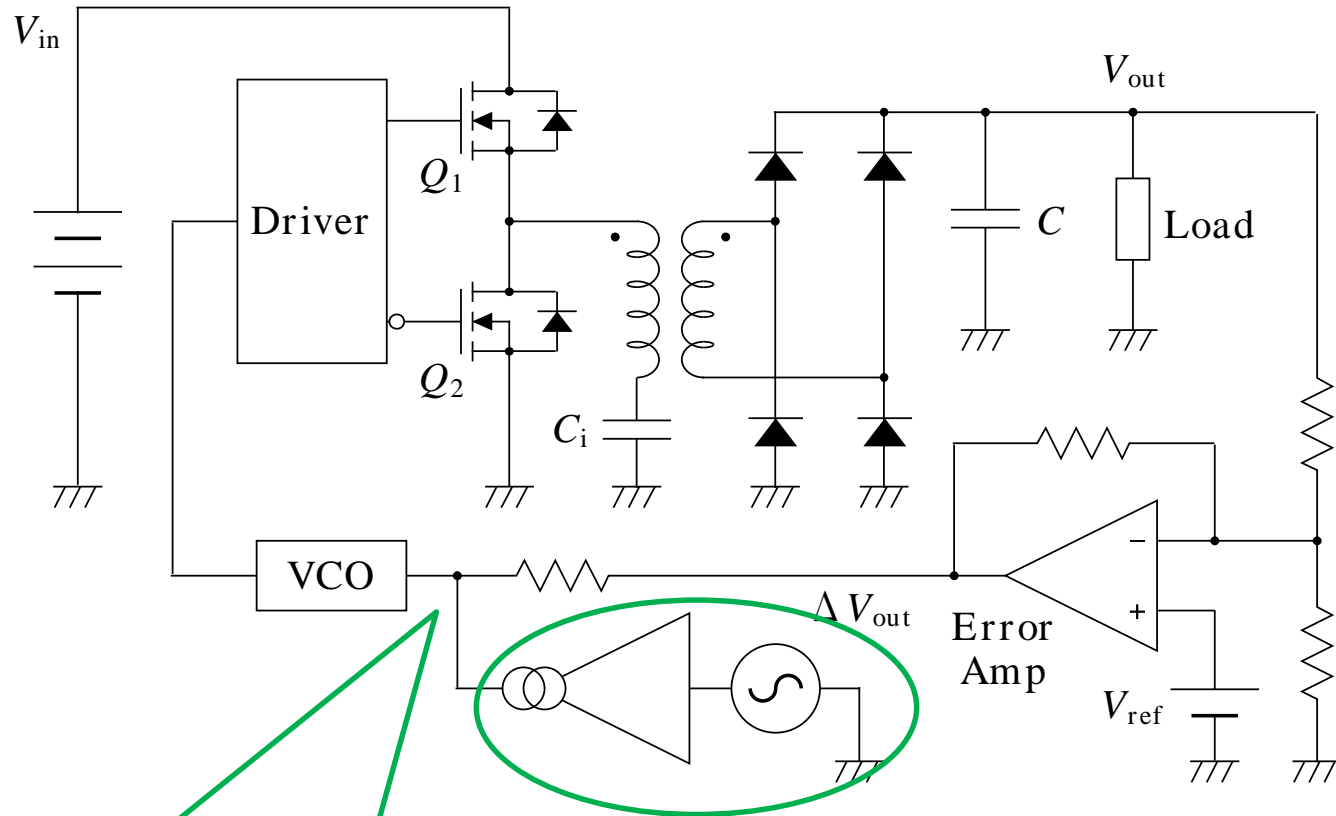 V_in
V_out
Q_1
Driver
C
Load
Q_2
C_i
VCO
−
ΔV_out
+
Error
Amp
V_ref